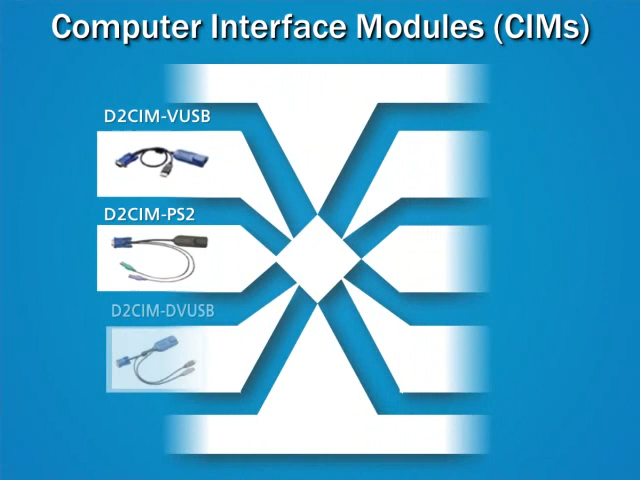 Computer Interface Modules (CIMs)
D2CIM-VUSB
D2CIM-PS2
D2CIM-DVUSB